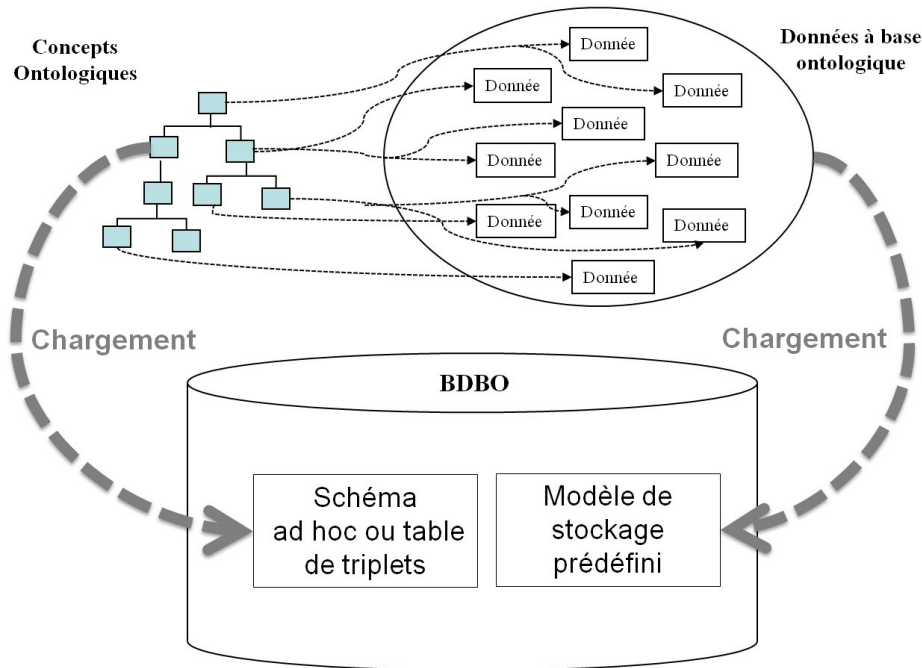 Concepts
Ontologiques
Données à base
ontologique
Donnée
Donnée
Donnée
Donnée
Donnée
Donnée
Donnée
Donnée
Donnée
Donnée
Chargement
Chargement
BDBO
Schéma
ad hoc ou table
de triplets
Modèle de
stockage
prédéfini